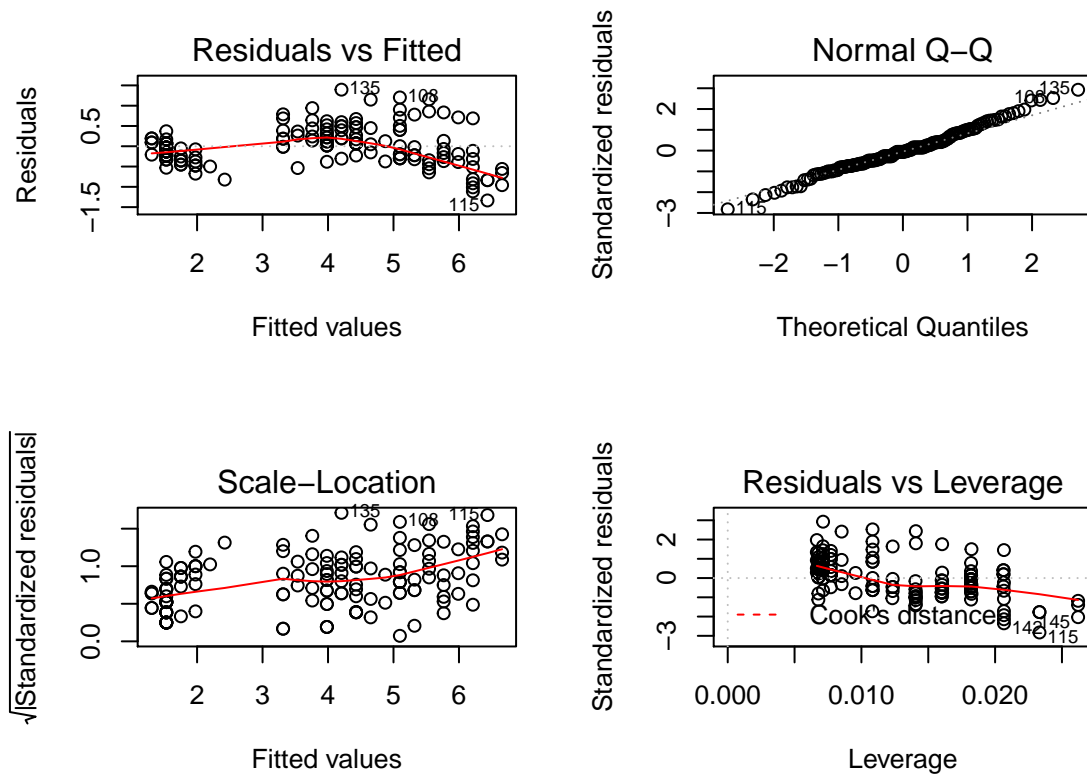 Residuals vs Fitted
Residuals
0.5
−1.5
135
108
115
2 3 4 5 6
Fitted values
Normal Q−Q
Standardized residuals
2
0
−3
135
108
115
−2 −1 0 1 2
Theoretical Quantiles
Scale−Location
√|Standardized residuals|
1.0
0.0
135
108
115
2 3 4 5 6
Fitted values
Residuals vs Leverage
Standardized residuals
2
0
−3
Cook's distance
142
145
115
0.000 0.010 0.020
Leverage